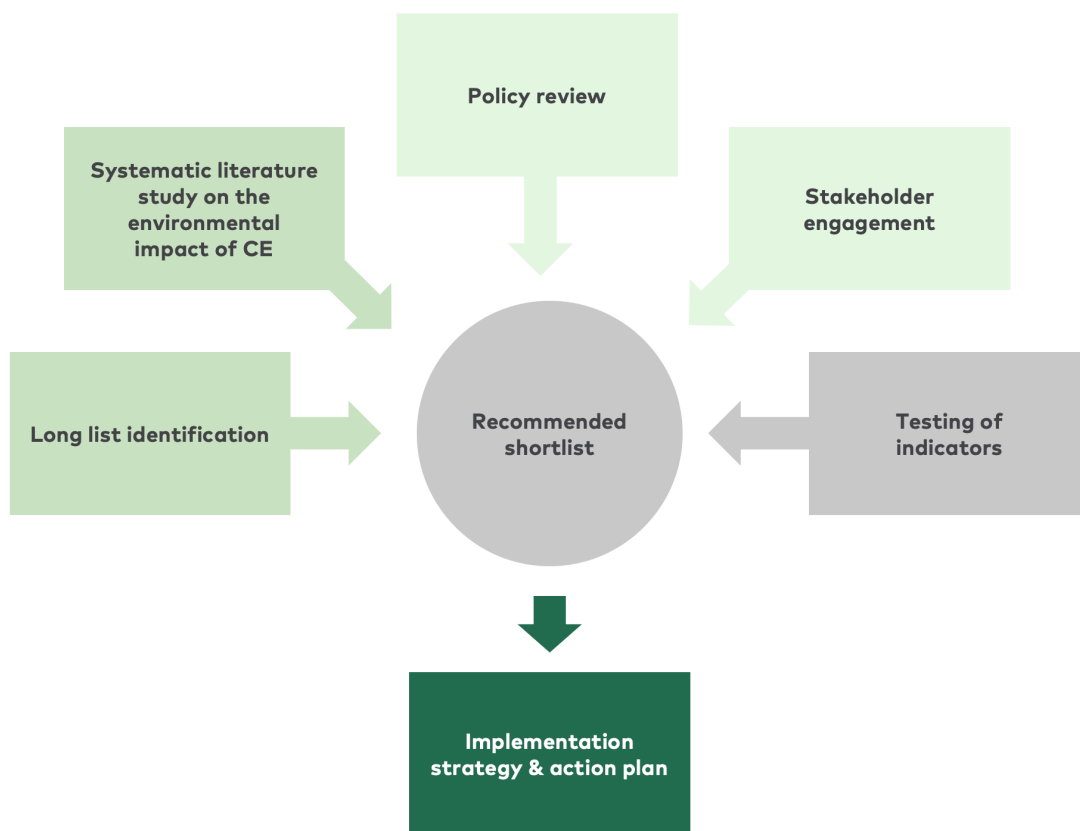 Policy review
Systematic literature
study on the
environmental
impact of CE
Stakeholder
engagement
Long list identification
Recommended
shortlist
Testing of
indicators
Implementation
strategy & action plan